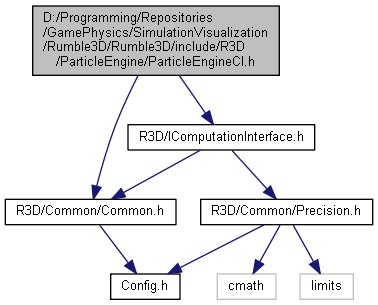 D:/Programming/Repositories
/GamePhysics/SimulationVisualization
/Rumble3D/Rumble3D/include/R3D
/ParticleEngine/ParticleEngineCI.h
R3D/IComputationInterface.h
R3D/Common/Common.h
R3D/Common/Precision.h
Config.h
cmath
limits